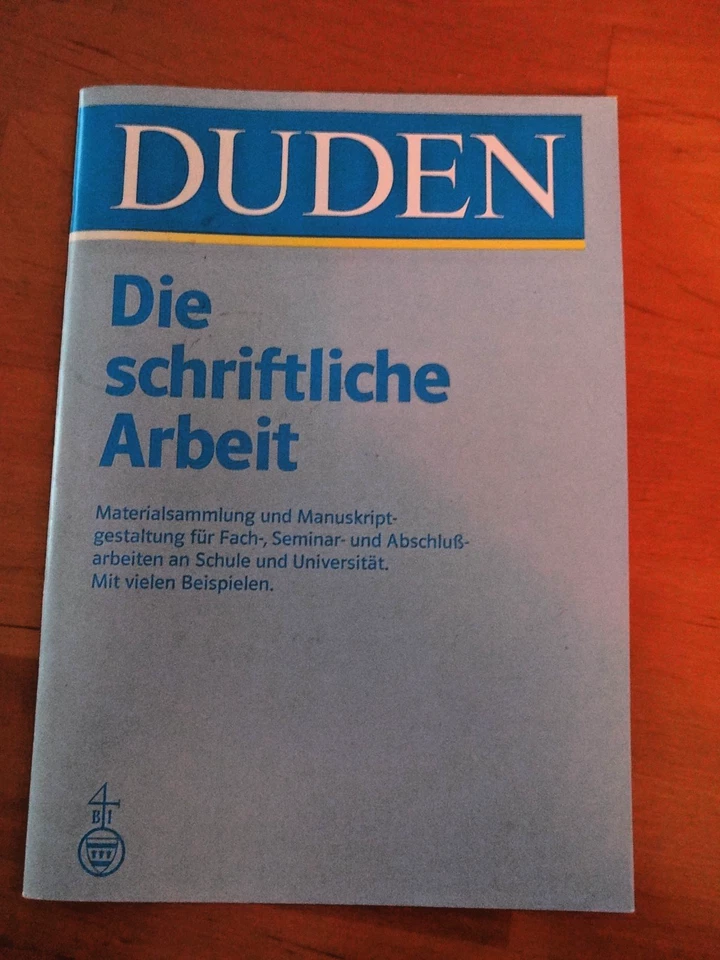 DUDEN
Die
schriftliche
Arbeit
Materialsammlung und Manuskript-
gestaltung für Fach-, Seminar- und Abschluß-
arbeiten an Schule und Universität.
Mit vielen Beispielen.
B I